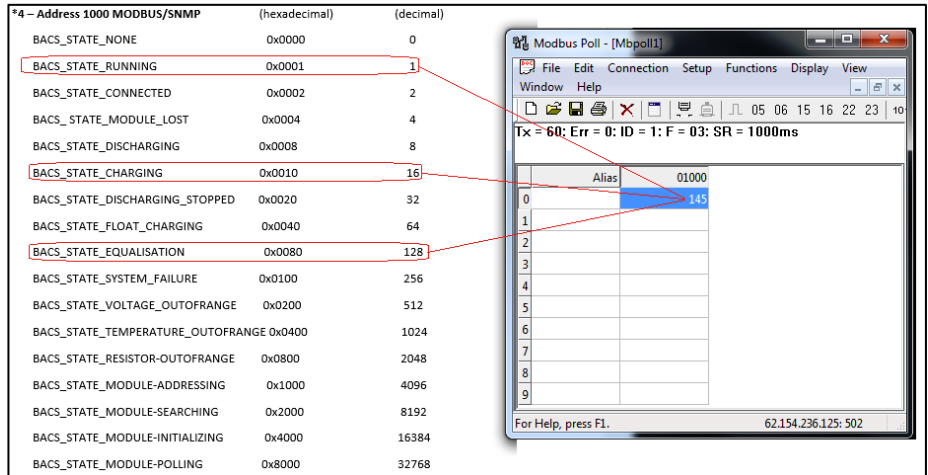 *4 – Address 1000 MODBUS/SNMP (hexadecimal) (decimal)
BACS_STATE_NONE 0x0000 0
BACS_STATE_RUNNING 0x0001 1
BACS_STATE_CONNECTED 0x0002 2
BACS_ STATE_MODULE_LOST 0x0004 4
BACS_STATE_DISCHARGING 0x0008 8
BACS_STATE_CHARGING 0x0010 16
BACS_STATE_DISCHARGING_STOPPED 0x0020 32
BACS_STATE_FLOAT_CHARGING 0x0040 64
BACS_STATE_EQUALISATION 0x0080 128
BACS_STATE_SYSTEM_FAILURE 0x0100 256
BACS_STATE_VOLTAGE_OUTOFRANGE 0x0200 512
BACS_STATE_TEMPERATURE_OUTOFRANGE 0x0400 1024
BACS_STATE_RESISTOR-OUTOFRANGE 0x0800 2048
BACS_STATE_MODULE-ADDRESSING 0x1000 4096
BACS_STATE_MODULE-SEARCHING 0x2000 8192
BACS_STATE_MODULE-INITIALIZING 0x4000 16384
BACS_STATE_MODULE-POLLING 0x8000 32768
Modbus Poll - [Mbpoll1]
File Edit Connection Setup Functions Display View
Window Help
05 06 15 16 22 23 10
Tx = 60: Err = 0: ID = 1: F = 03: SR = 1000ms
Alias 01000
0 145
1
2
3
4
5
6
7
8
9
For Help, press F1. 62.154.236.125: 502